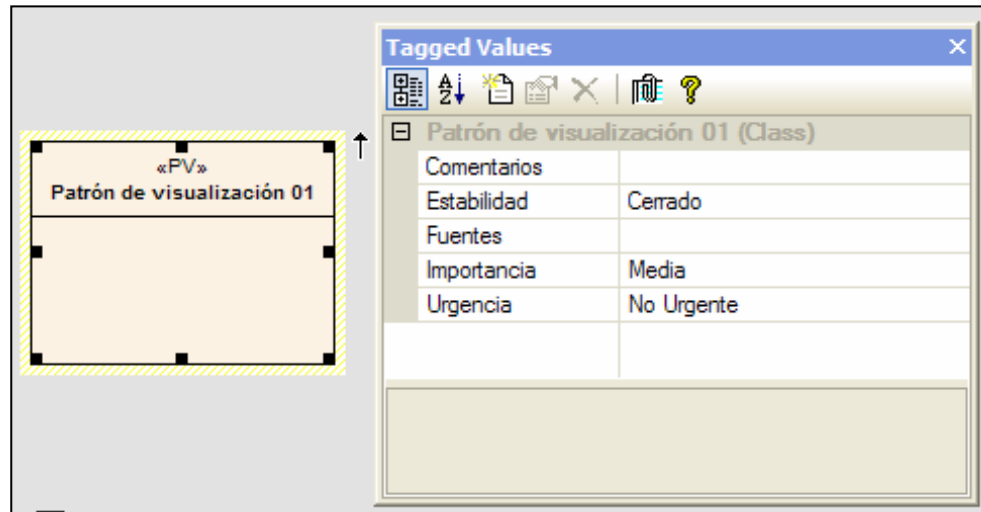 «PV»
Patrón de visualización 01
Tagged Values
Patrón de visualización 01 (Class)
Comentarios
Estabilidad Cerrado
Fuentes
Importancia Media
Urgencia No Urgente